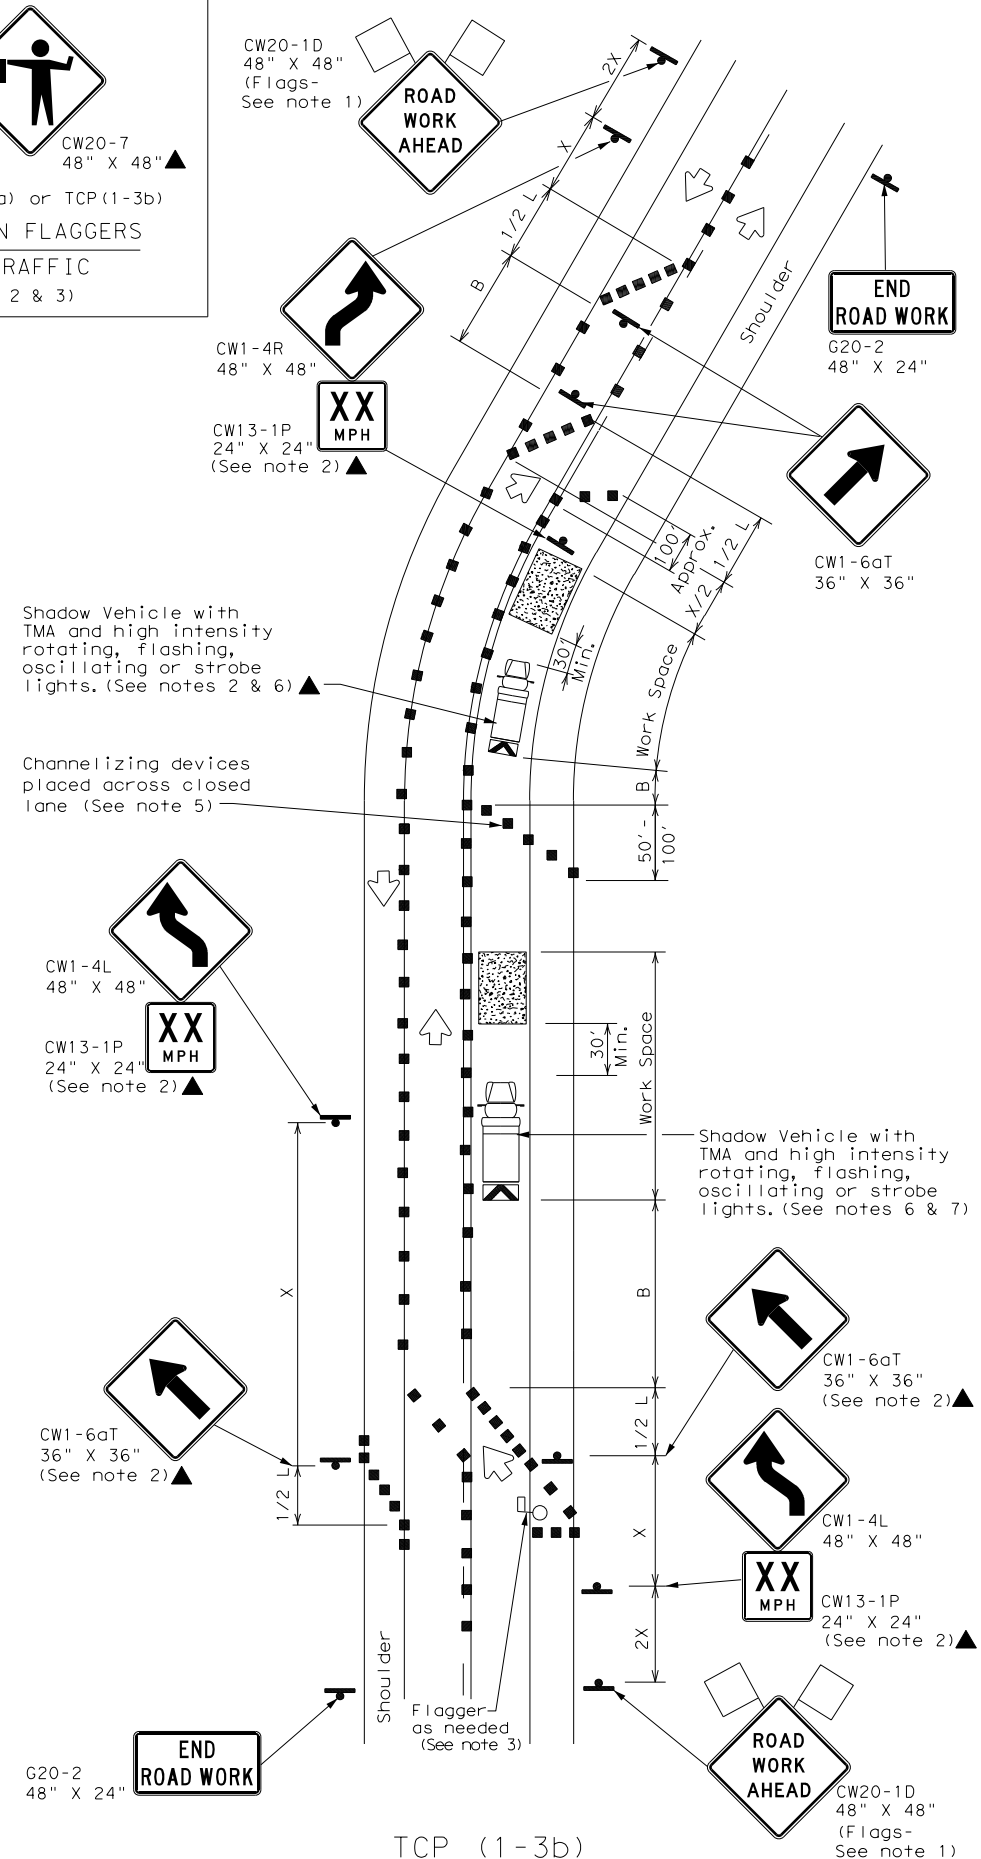 CW20-7
48" X 48"
a) or TCP(1-3b)
N FLAGGERS
RAFFIC
2 & 3)
CW20-1D
48" X 48"
(Flags-
See note 1)
ROAD
WORK
AHEAD
2X
X
1/2 L
B
Shoulder
END
ROAD WORK
G20-2
48" X 24"
CW1-4R
48" X 48"
XX
MPH
CW13-1P
24" X 24"
(See note 2)
CW1-6aT
36" X 36"
100'
Approx.
1/2 L
X/2
30'
Min.
Work Space
B
50'-
100'
Shadow Vehicle with
TMA and high intensity
rotating, flashing,
oscillating or strobe
lights. (See notes 2 & 6)
Channelizing devices
placed across closed
lane (See note 5)
CW1-4L
48" X 48"
XX
MPH
CW13-1P
24" X 24"
(See note 2)
30'
Min.
Work Space
Shadow Vehicle with
TMA and high intensity
rotating, flashing,
oscillating or strobe
lights. (See notes 6 & 7)
X
B
CW1-6aT
36" X 36"
(See note 2)
1/2 L
CW1-6aT
36" X 36"
(See note 2)
1/2 L
X
CW1-4L
48" X 48"
XX
MPH
CW13-1P
24" X 24"
(See note 2)
2X
Shoulder
Flagger
as needed
(See note 3)
END
ROAD WORK
G20-2
48" X 24"
ROAD
WORK
AHEAD
CW20-1D
48" X 48"
(Flags-
See note 1)
TCP (1-3b)